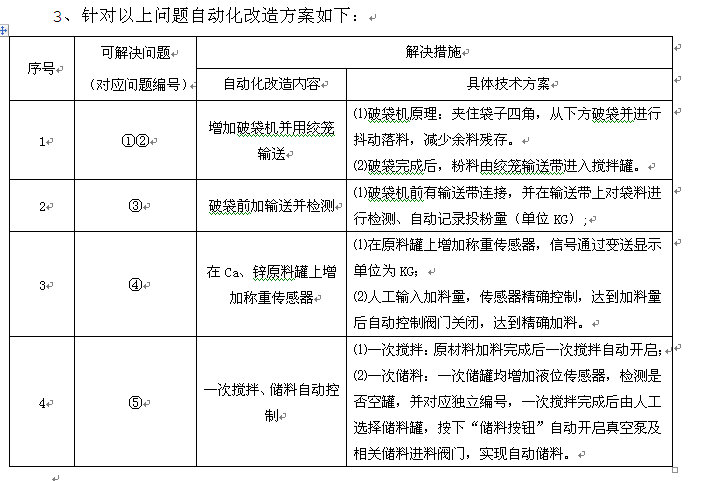 3、针对以上问题自动化改造方案如下：
序号
可解决问题
（对应问题编号）
解决措施
自动化改造内容
具体技术方案
1
①②
增加破袋机并用绞笼
输送
⑴破袋机原理：夹住袋子四角，从下方破袋并进行
抖动落料，减少余料残存。
⑵破袋完成后，粉料由绞笼输送带进入搅拌罐。
2
③
破袋前加输送并检测
⑴破袋机前有输送带连接，并在输送带上对袋料进
行检测、自动记录投粉量（单位 KG）;
3
④
在 Ca、锌原料罐上增
加称重传感器
⑴在原料罐上增加称重传感器，信号通过变送显示
单位为 KG；
⑵人工输入加料量，传感器精确控制，达到加料量
后自动控制阀门关闭，达到精确加料。
4
⑤
一次搅拌、储料自动控
制
⑴一次搅拌：原材料加料完成后一次搅拌自动开启；
⑵一次储料：一次储罐均增加液位传感器，检测是
否空罐，并对应独立编号，一次搅拌完成后由人工
选择储料罐，按下“储料按钮”自动开启真空泵及
相关储料进料阀门，实现自动储料。